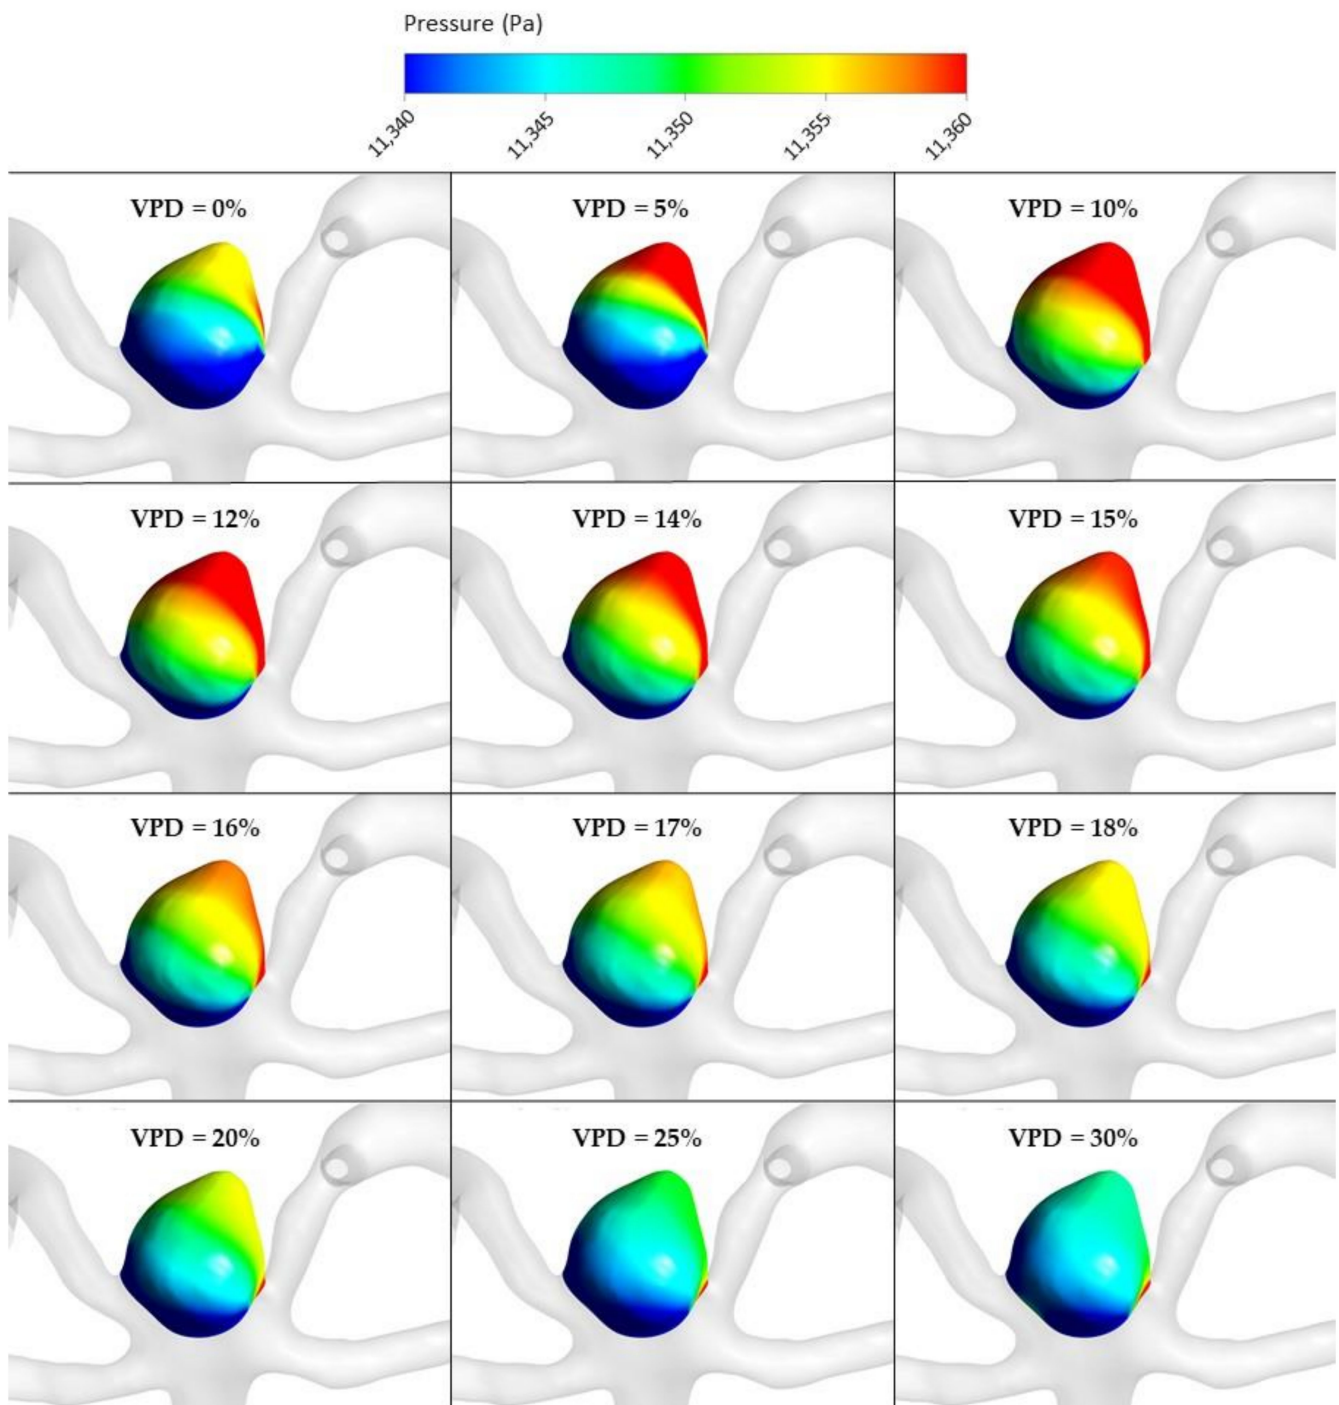 Pressure (Pa)
11,340
11,345
11,350
11,355
11,360
VPD = 0%
VPD = 5%
VPD = 10%
VPD = 12%
VPD = 14%
VPD = 15%
VPD = 16%
VPD = 17%
VPD = 18%
VPD = 20%
VPD = 25%
VPD = 30%